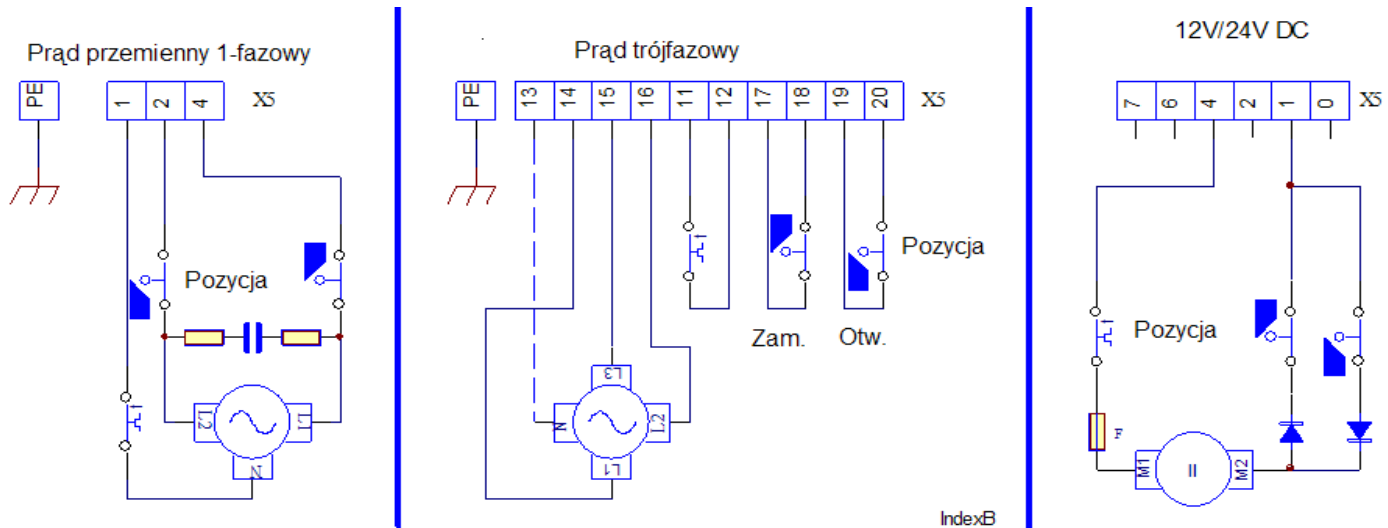 Prąd przemienny 1-fazowy
PE 1 2 4 X5
Pozycja
L2 L1
N
Prąd trójfazowy
PE 13 14 15 16 11 12 17 18 19 20 X5
Pozycja
Zam. Otw.
L3
N L2
L1
IndexB
12V/24V DC
7 6 4 2 1 0 X5
Pozycja
F
M1 II M2